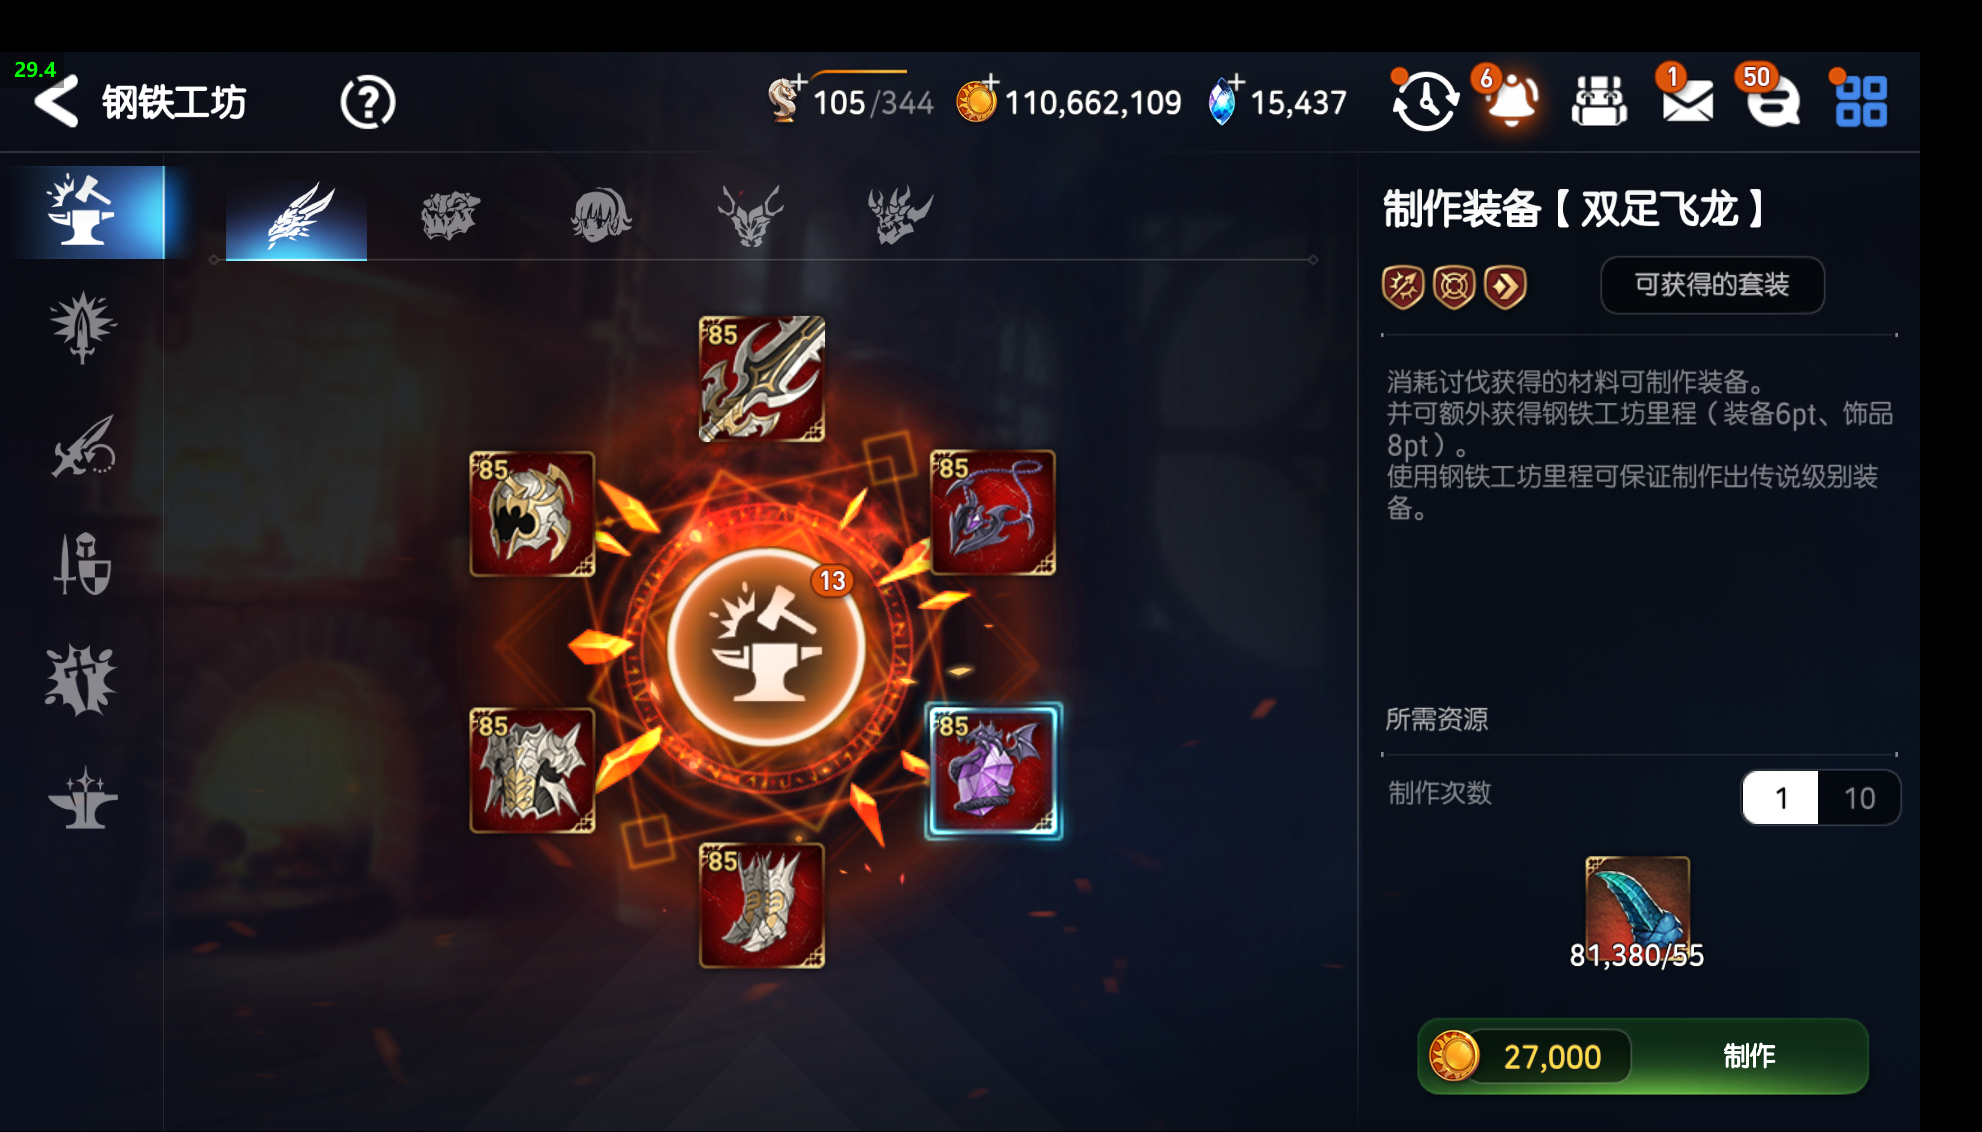 29.4
钢铁工坊
105/344
110,662,109
15,437
6
1
50
制作装备【双足飞龙】
可获得的套装
消耗讨伐获得的材料可制作装备。
并可额外获得钢铁工坊里程（装备6pt、饰品
8pt）。
使用钢铁工坊里程可保证制作出传说级别装
备。
85
85
85
13
85
85
85
所需资源
制作次数
1
10
81,380/55
27,000
制作